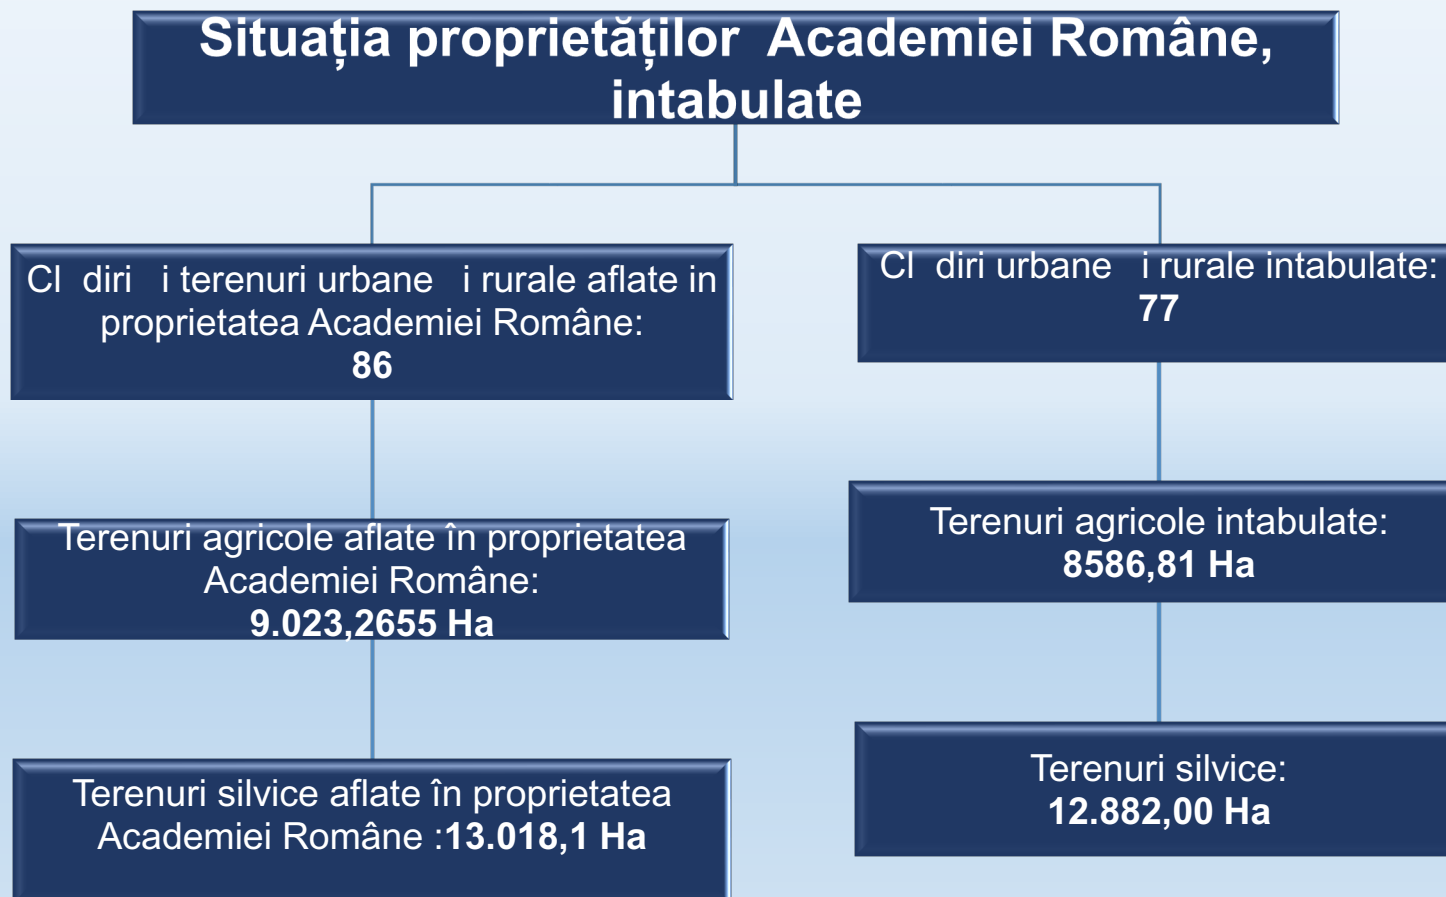 Situația proprietăților Academiei Române,
intabulate
Cl diri i terenuri urbane i rurale aflate in
proprietatea Academiei Române:
86
Terenuri agricole aflate în proprietatea
Academiei Române:
9.023,2655 Ha
Terenuri silvice aflate în proprietatea
Academiei Române :13.018,1 Ha
Cl diri urbane i rurale intabulate:
77
Terenuri agricole intabulate:
8586,81 Ha
Terenuri silvice:
12.882,00 Ha